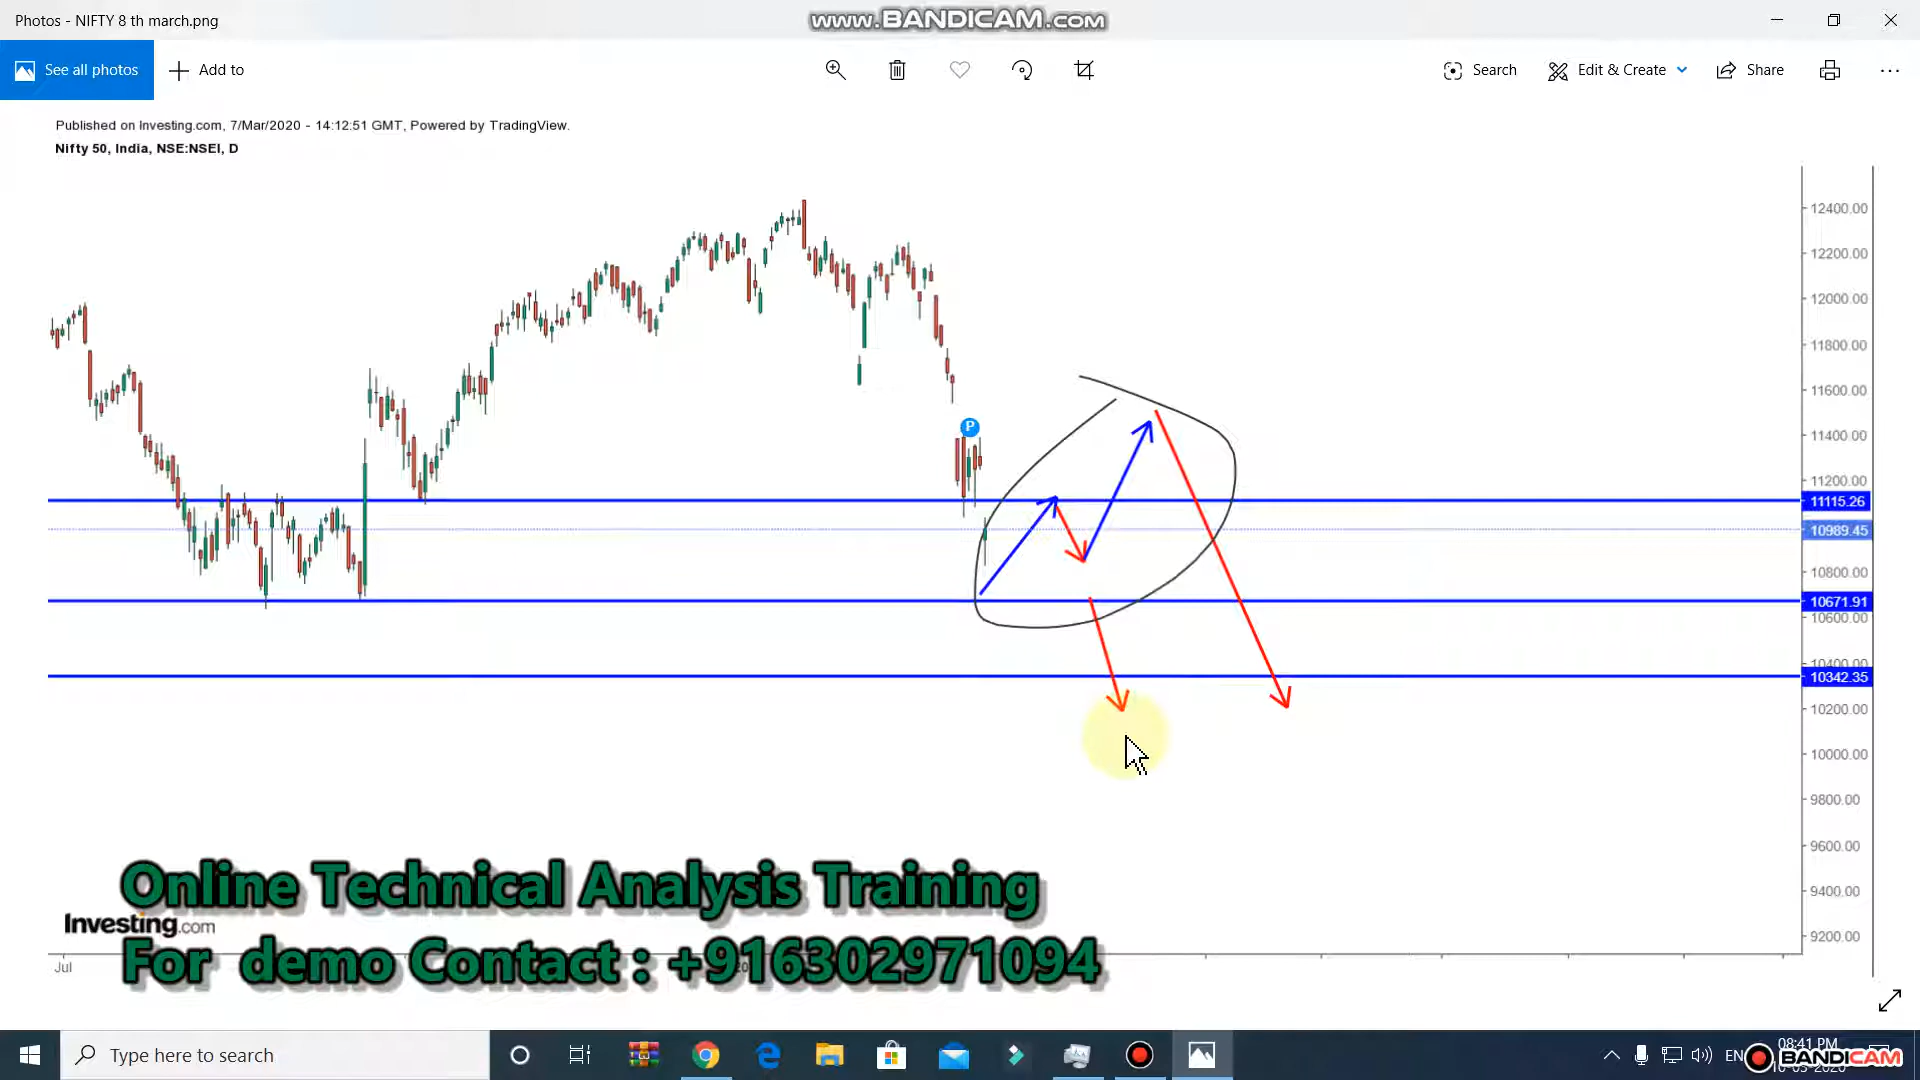 Photos - NIFTY 8 th march.png
www.BANDICAM.com
See all photos
Add to
Search
Edit & Create
Share
Published on Investing.com, 7/Mar/2020 - 14:12:51 GMT, Powered by TradingView.
Nifty 50, India, NSE:NSEI, D
12400.00
12200.00
12000.00
11800.00
11600.00
P
11400.00
11200.00
11115.26
10989.45
10800.00
10671.91
10600.00
10400.00
10342.35
10200.00
10000.00
9800.00
9600.00
9400.00
9200.00
Online Technical Analysis Training
Investing.com
For demo Contact : +916302971094
Jul
Type here to search
08:41 PM
EN
BANDICAM